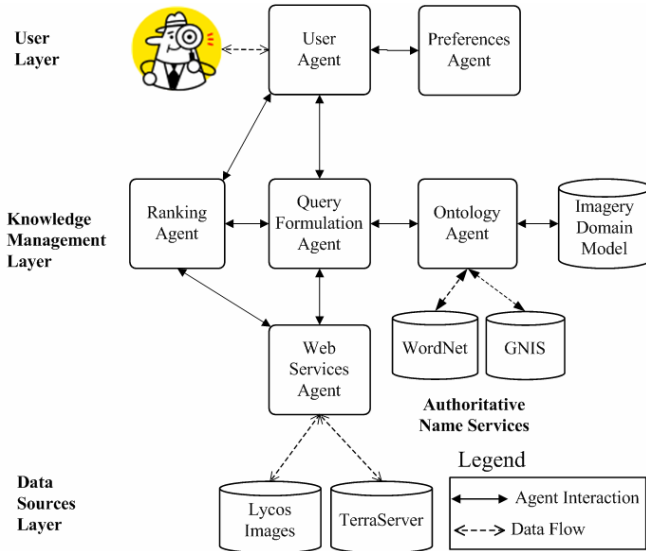 User
Layer
User
Agent
Preferences
Agent
Knowledge
Management
Layer
Ranking
Agent
Query
Formulation
Agent
Ontology
Agent
Imagery
Domain
Model
Web
Services
Agent
WordNet
GNIS
Authoritative
Name Services
Data
Sources
Layer
Lycos
Images
TerraServer
Legend
Agent Interaction
Data Flow